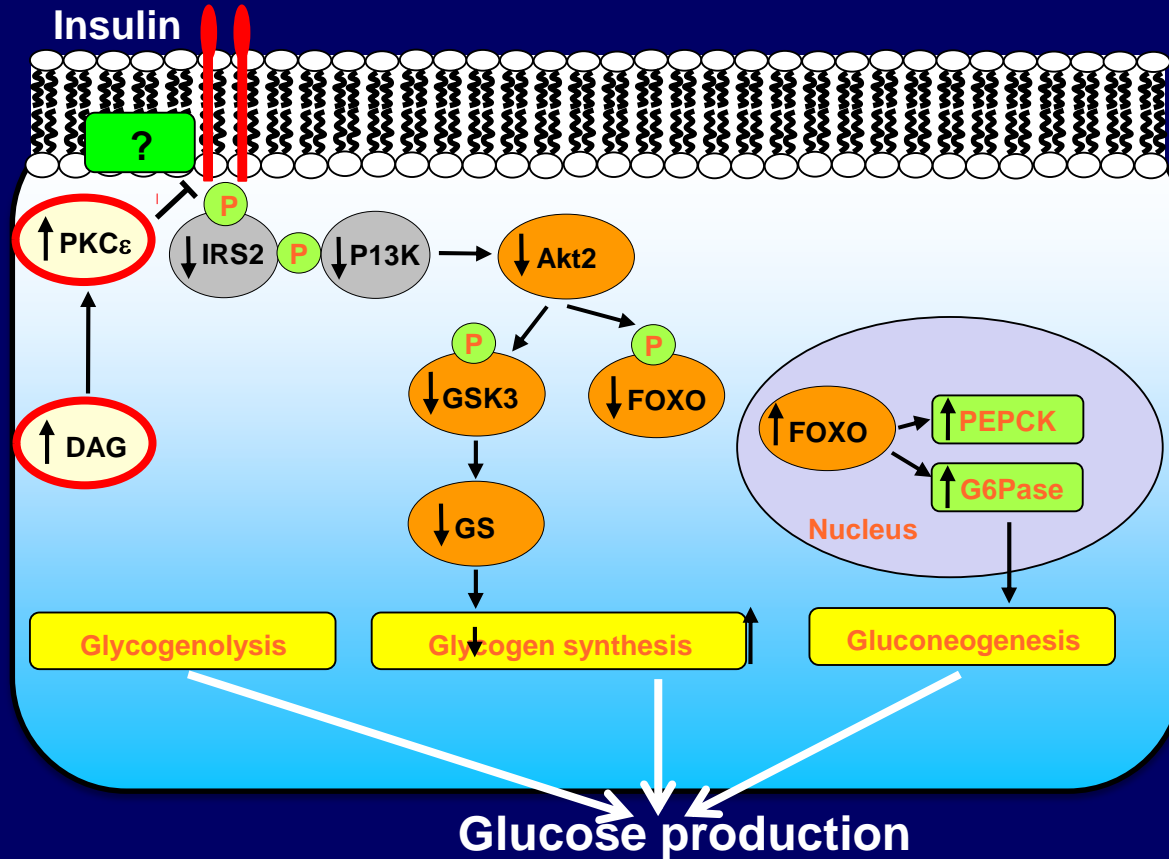 Insulin
?
P
PKCε
IRS2
P
P13K
Akt2
P
P
GSK3
FOXO
PEPCK
FOXO
DAG
G6Pase
GS
Nucleus
Glycogenolysis
Glycogen synthesis
Gluconeogenesis
Glucose production